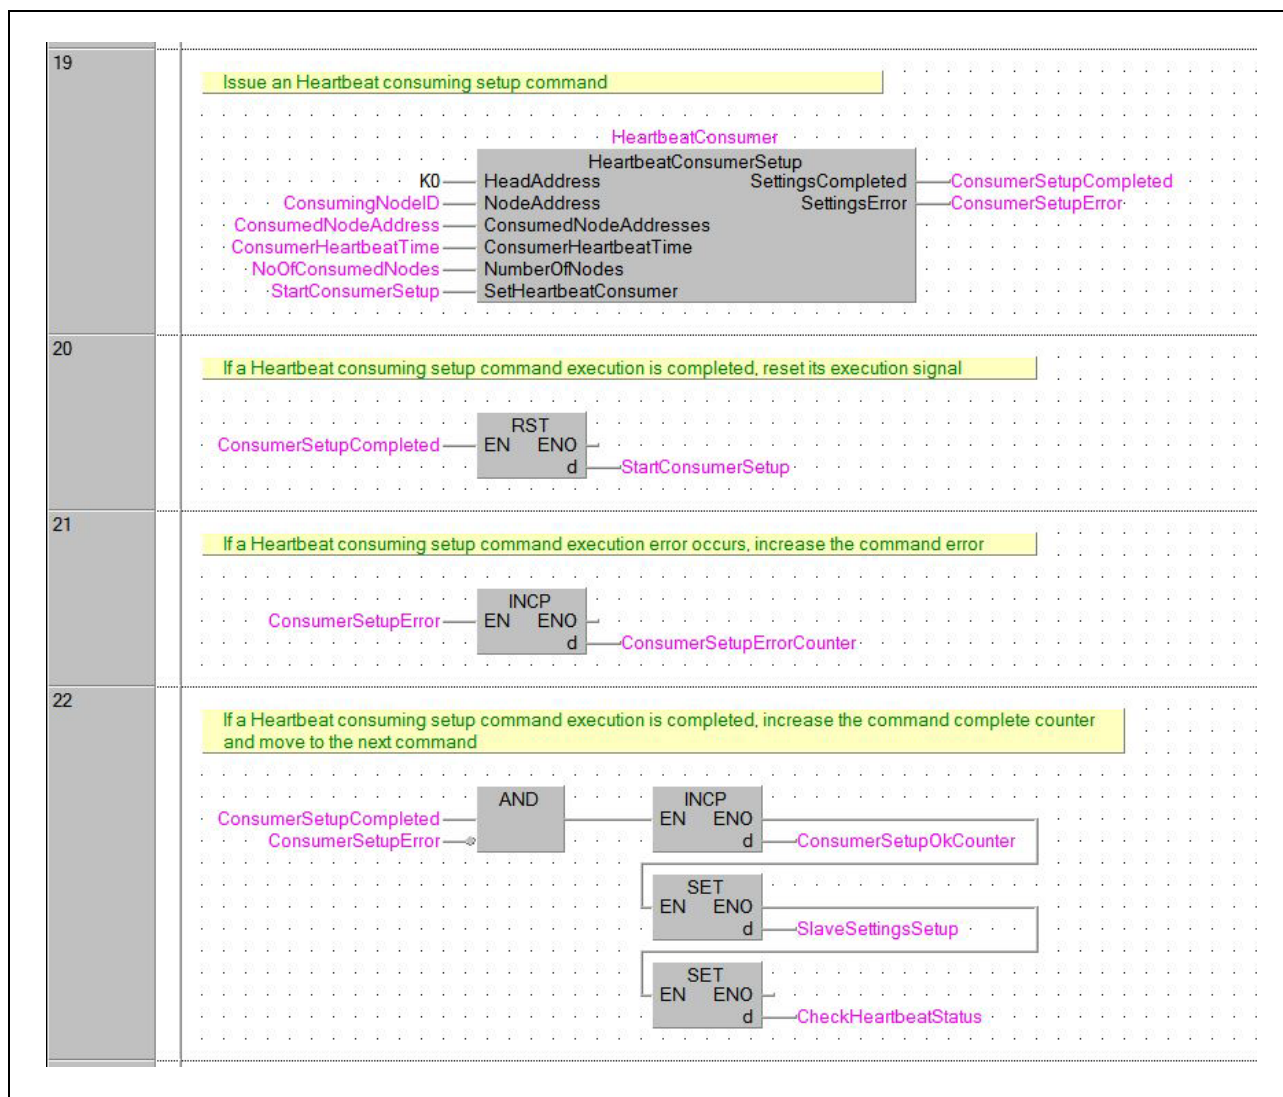 19
Issue an Heartbeat consuming setup command
HeartbeatConsumer
HeartbeatConsumerSetup
K0 HeadAddress SettingsCompleted ConsumerSetupCompleted
ConsumingNodeID NodeAddress SettingsError ConsumerSetupError
ConsumedNodeAddress ConsumedNodeAddresses
ConsumerHeartbeatTime ConsumerHeartbeatTime
NoOfConsumedNodes NumberOfNodes
StartConsumerSetup SetHeartbeatConsumer
20
If a Heartbeat consuming setup command execution is completed, reset its execution signal
RST
ConsumerSetupCompleted EN ENO
d StartConsumerSetup
21
If a Heartbeat consuming setup command execution error occurs, increase the command error
INCP
ConsumerSetupError EN ENO
d ConsumerSetupErrorCounter
22
If a Heartbeat consuming setup command execution is completed, increase the command complete counter
and move to the next command
AND INCP
ConsumerSetupCompleted EN ENO
ConsumerSetupError d ConsumerSetupOkCounter
SET
EN ENO
d SlaveSettingsSetup
SET
EN ENO
d CheckHeartbeatStatus